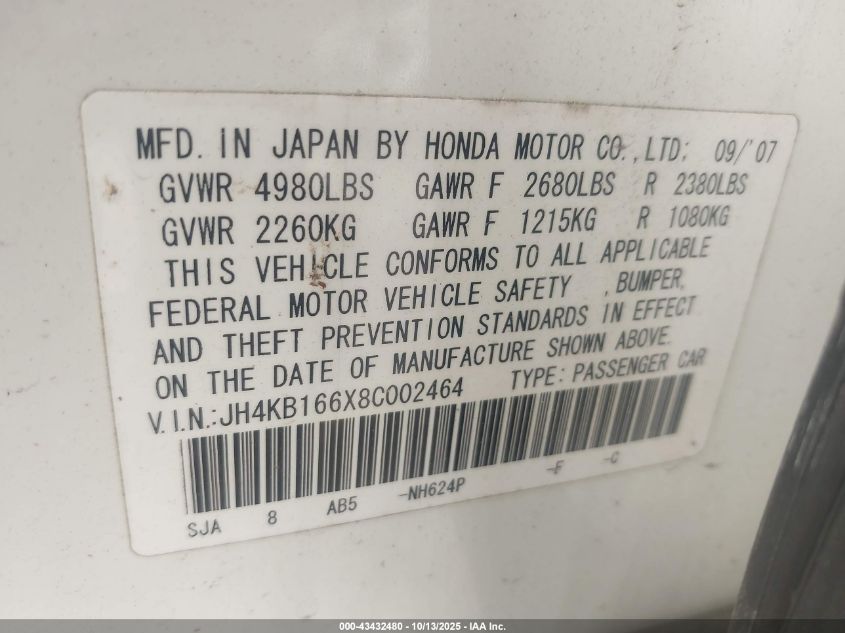 MFD. IN JAPAN BY HONDA MOTOR CO.,LTD: 09/'07
GVWR 4980LBS GAWR F 2680LBS R 2380LBS
GVWR 2260KG GAWR F 1215KG R 1080KG
THIS VEHICLE CONFORMS TO ALL APPLICABLE
FEDERAL MOTOR VEHICLE SAFETY , BUMPER,
AND THEFT PREVENTION STANDARDS IN EFFECT
ON THE DATE OF MANUFACTURE SHOWN ABOVE.
V.I.N.:JH4KB166X8C002464 TYPE: PASSENGER CAR
SJA 8 AB5 -NH624P -F -C
000-43432480 - 10/13/2025 - IAA Inc.